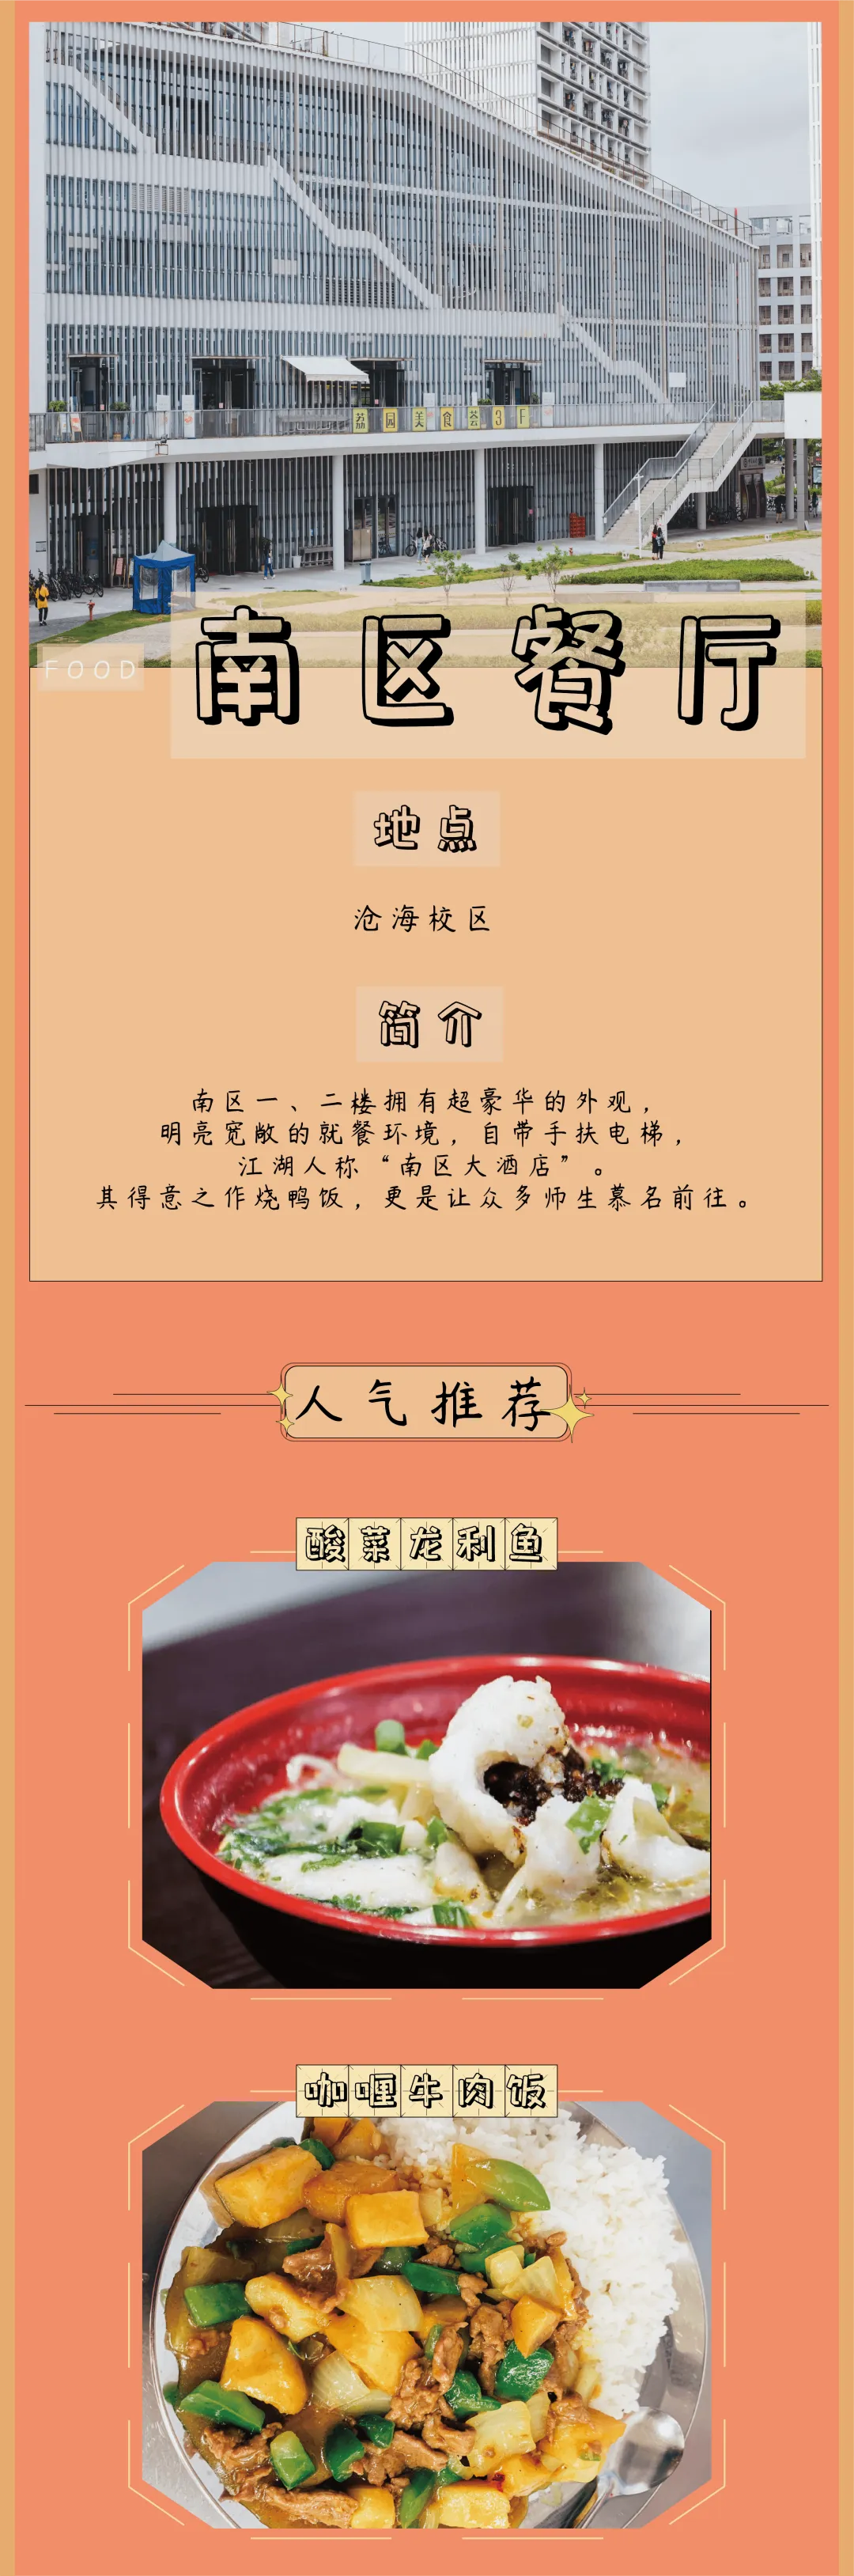 荔园美食荟3F
FOOD
南区餐厅
地点
沧海校区
简介
南区一、二楼拥有超豪华的外观，
明亮宽敞的就餐环境，自带手扶电梯，
江湖人称“南区大酒店”。
其得意之作烧鸭饭，更是让众多师生慕名前往。
人气推荐
酸菜龙利鱼
咖喱牛肉饭